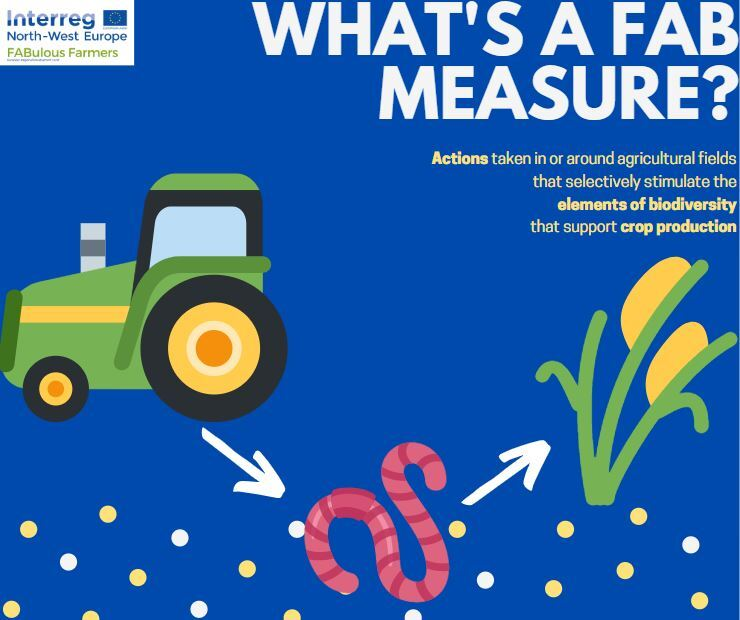 Interreg
North-West Europe
FABulous Farmers
WHAT'S A FAB
MEASURE?
Actions taken in or around agricultural fields
that selectively stimulate the
elements of biodiversity
that support crop production